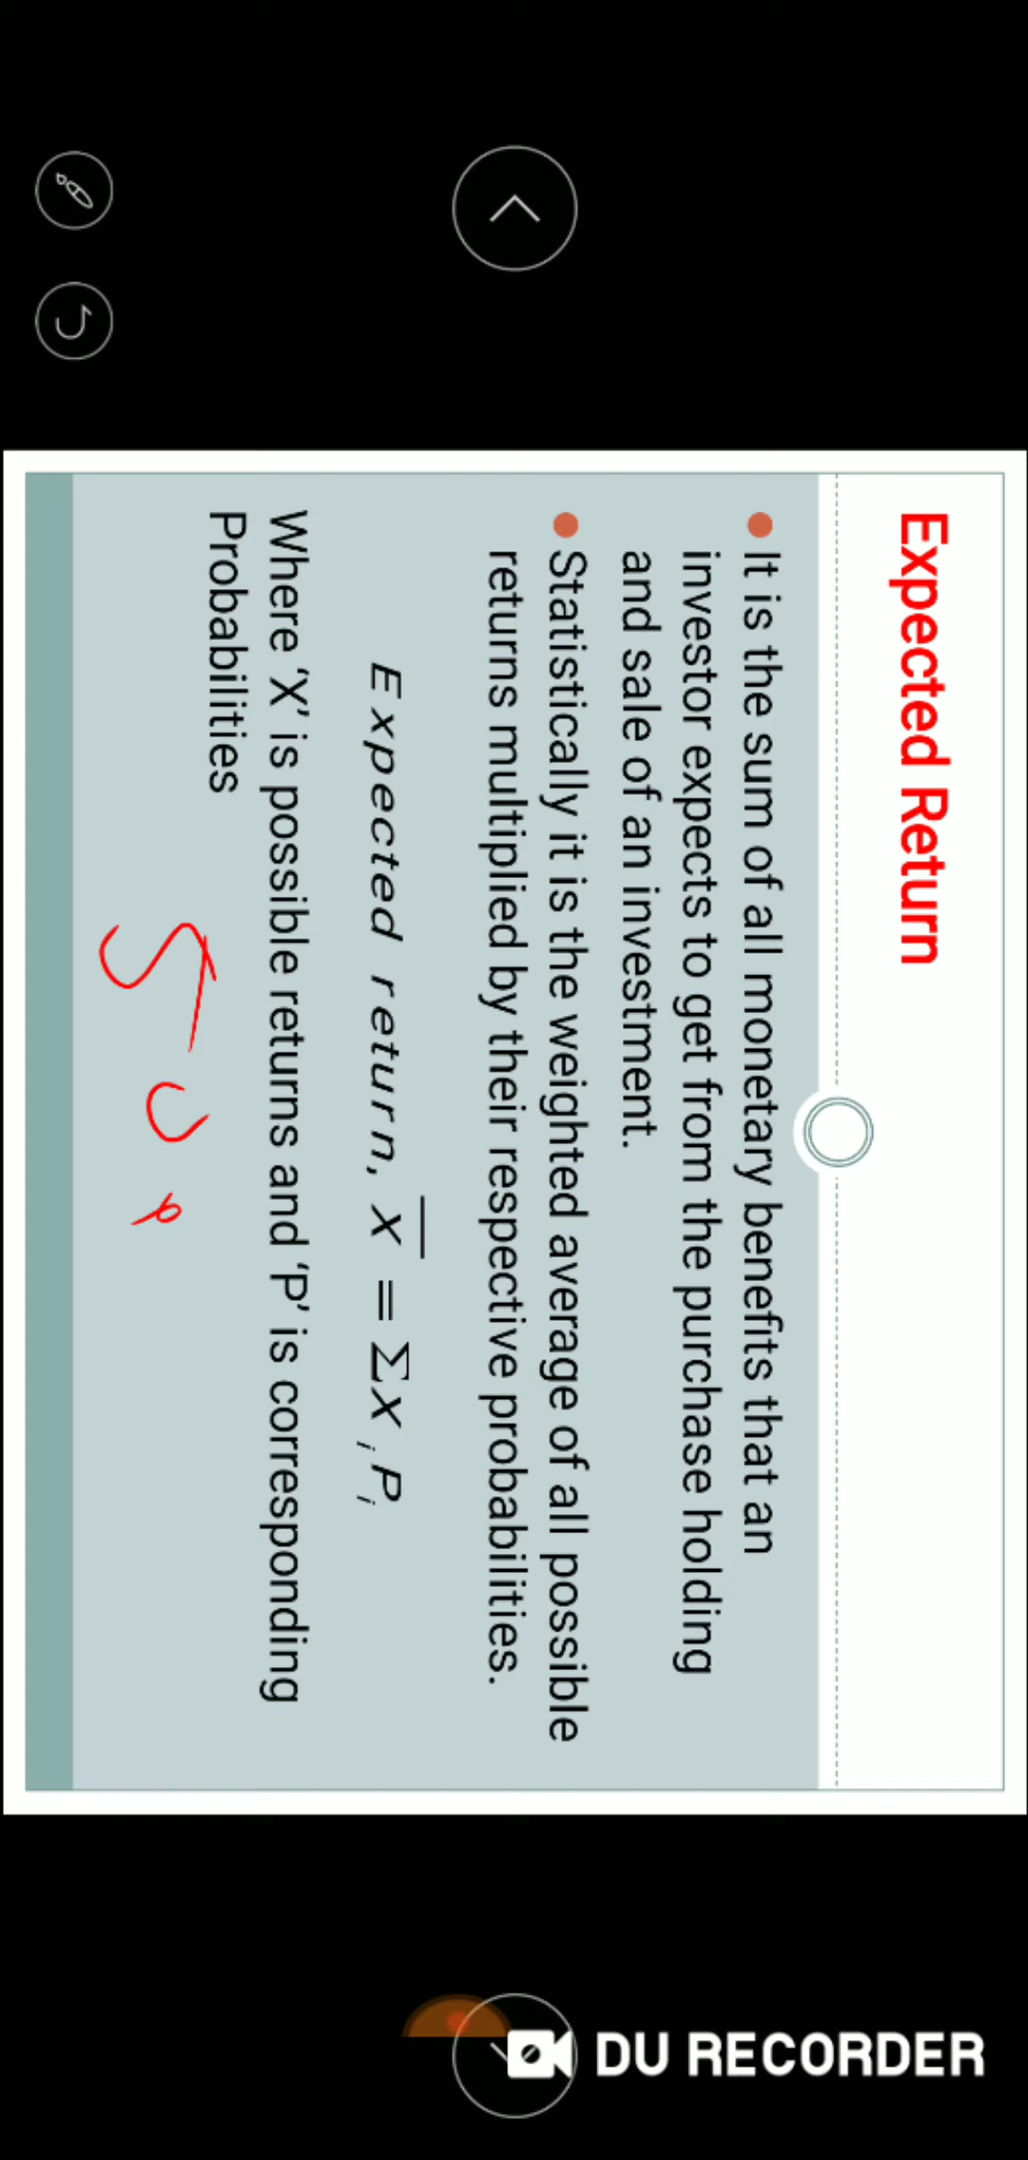 Expected Return
It is the sum of all monetary benefits that an
investor expects to get from the purchase holding
and sale of an investment.
Statistically it is the weighted average of all possible
returns multiplied by their respective probabilities.
Expected return, x̅ = Σx i P i
Where ‘X’ is possible returns and ‘P’ is corresponding
Probabilities
DU RECORDER